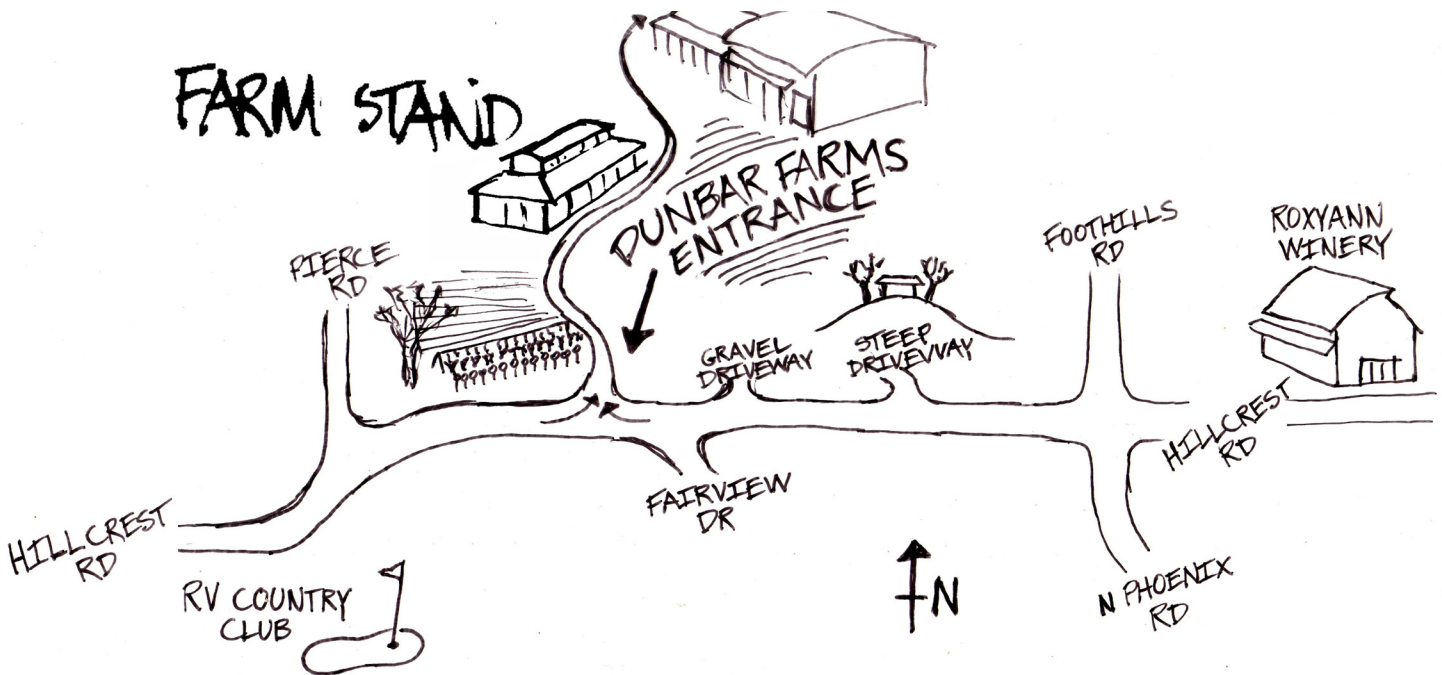 FARM STAND
DUNBAR FARMS
ENTRANCE
PIERCE
RD
FOOTHILLS
RD
ROXYANN
WINERY
GRAVEL
DRIVEWAY
STEEP
DRIVEWAY
HILLCREST
RD
FAIRVIEW
DR
HILLCREST
RD
RV COUNTRY
CLUB
N
N PHOENIX
RD